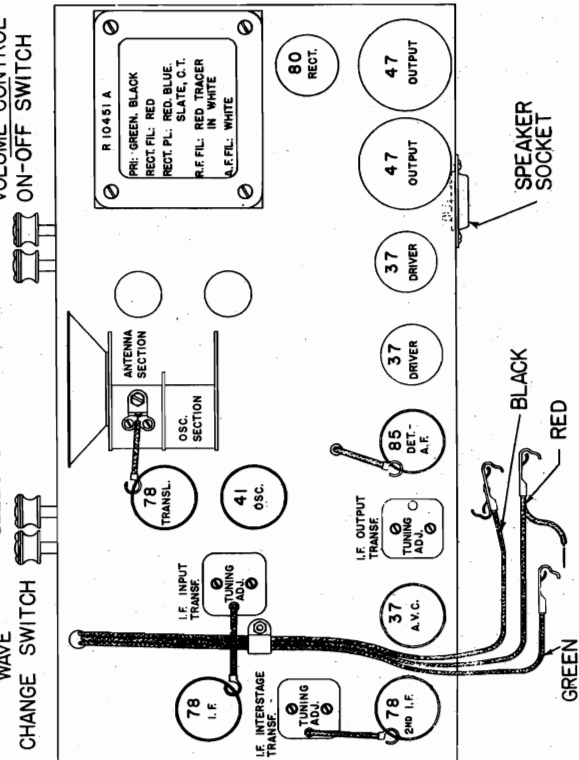 VOLUME CONTROL
ON-OFF SWITCH
WAVE
CHANGE SWITCH
R 10451 A
PRI: GREEN. BLACK
RECT. FIL: RED
RECT. PL: RED. BLUE.
SLATE, C.T.
R.F. FIL: RED TRACER
IN WHITE
A.F. FIL: WHITE
80
RECT.
47
OUTPUT
47
OUTPUT
SPEAKER
SOCKET
37
DRIVER
37
DRIVER
ANTENNA
SECTION
OSC.
SECTION
78
TRANSL.
41
OSC.
85
DET.-
A.F.
I.F. OUTPUT
TRANSF.
TUNING
ADJ.
I.F. INPUT
TRANSF.
TUNING
ADJ.
37
A.V.C.
78
I.F.
I.F. INTERSTAGE
TRANSF.
TUNING
ADJ.
78
2ND I.F.
BLACK
RED
GREEN